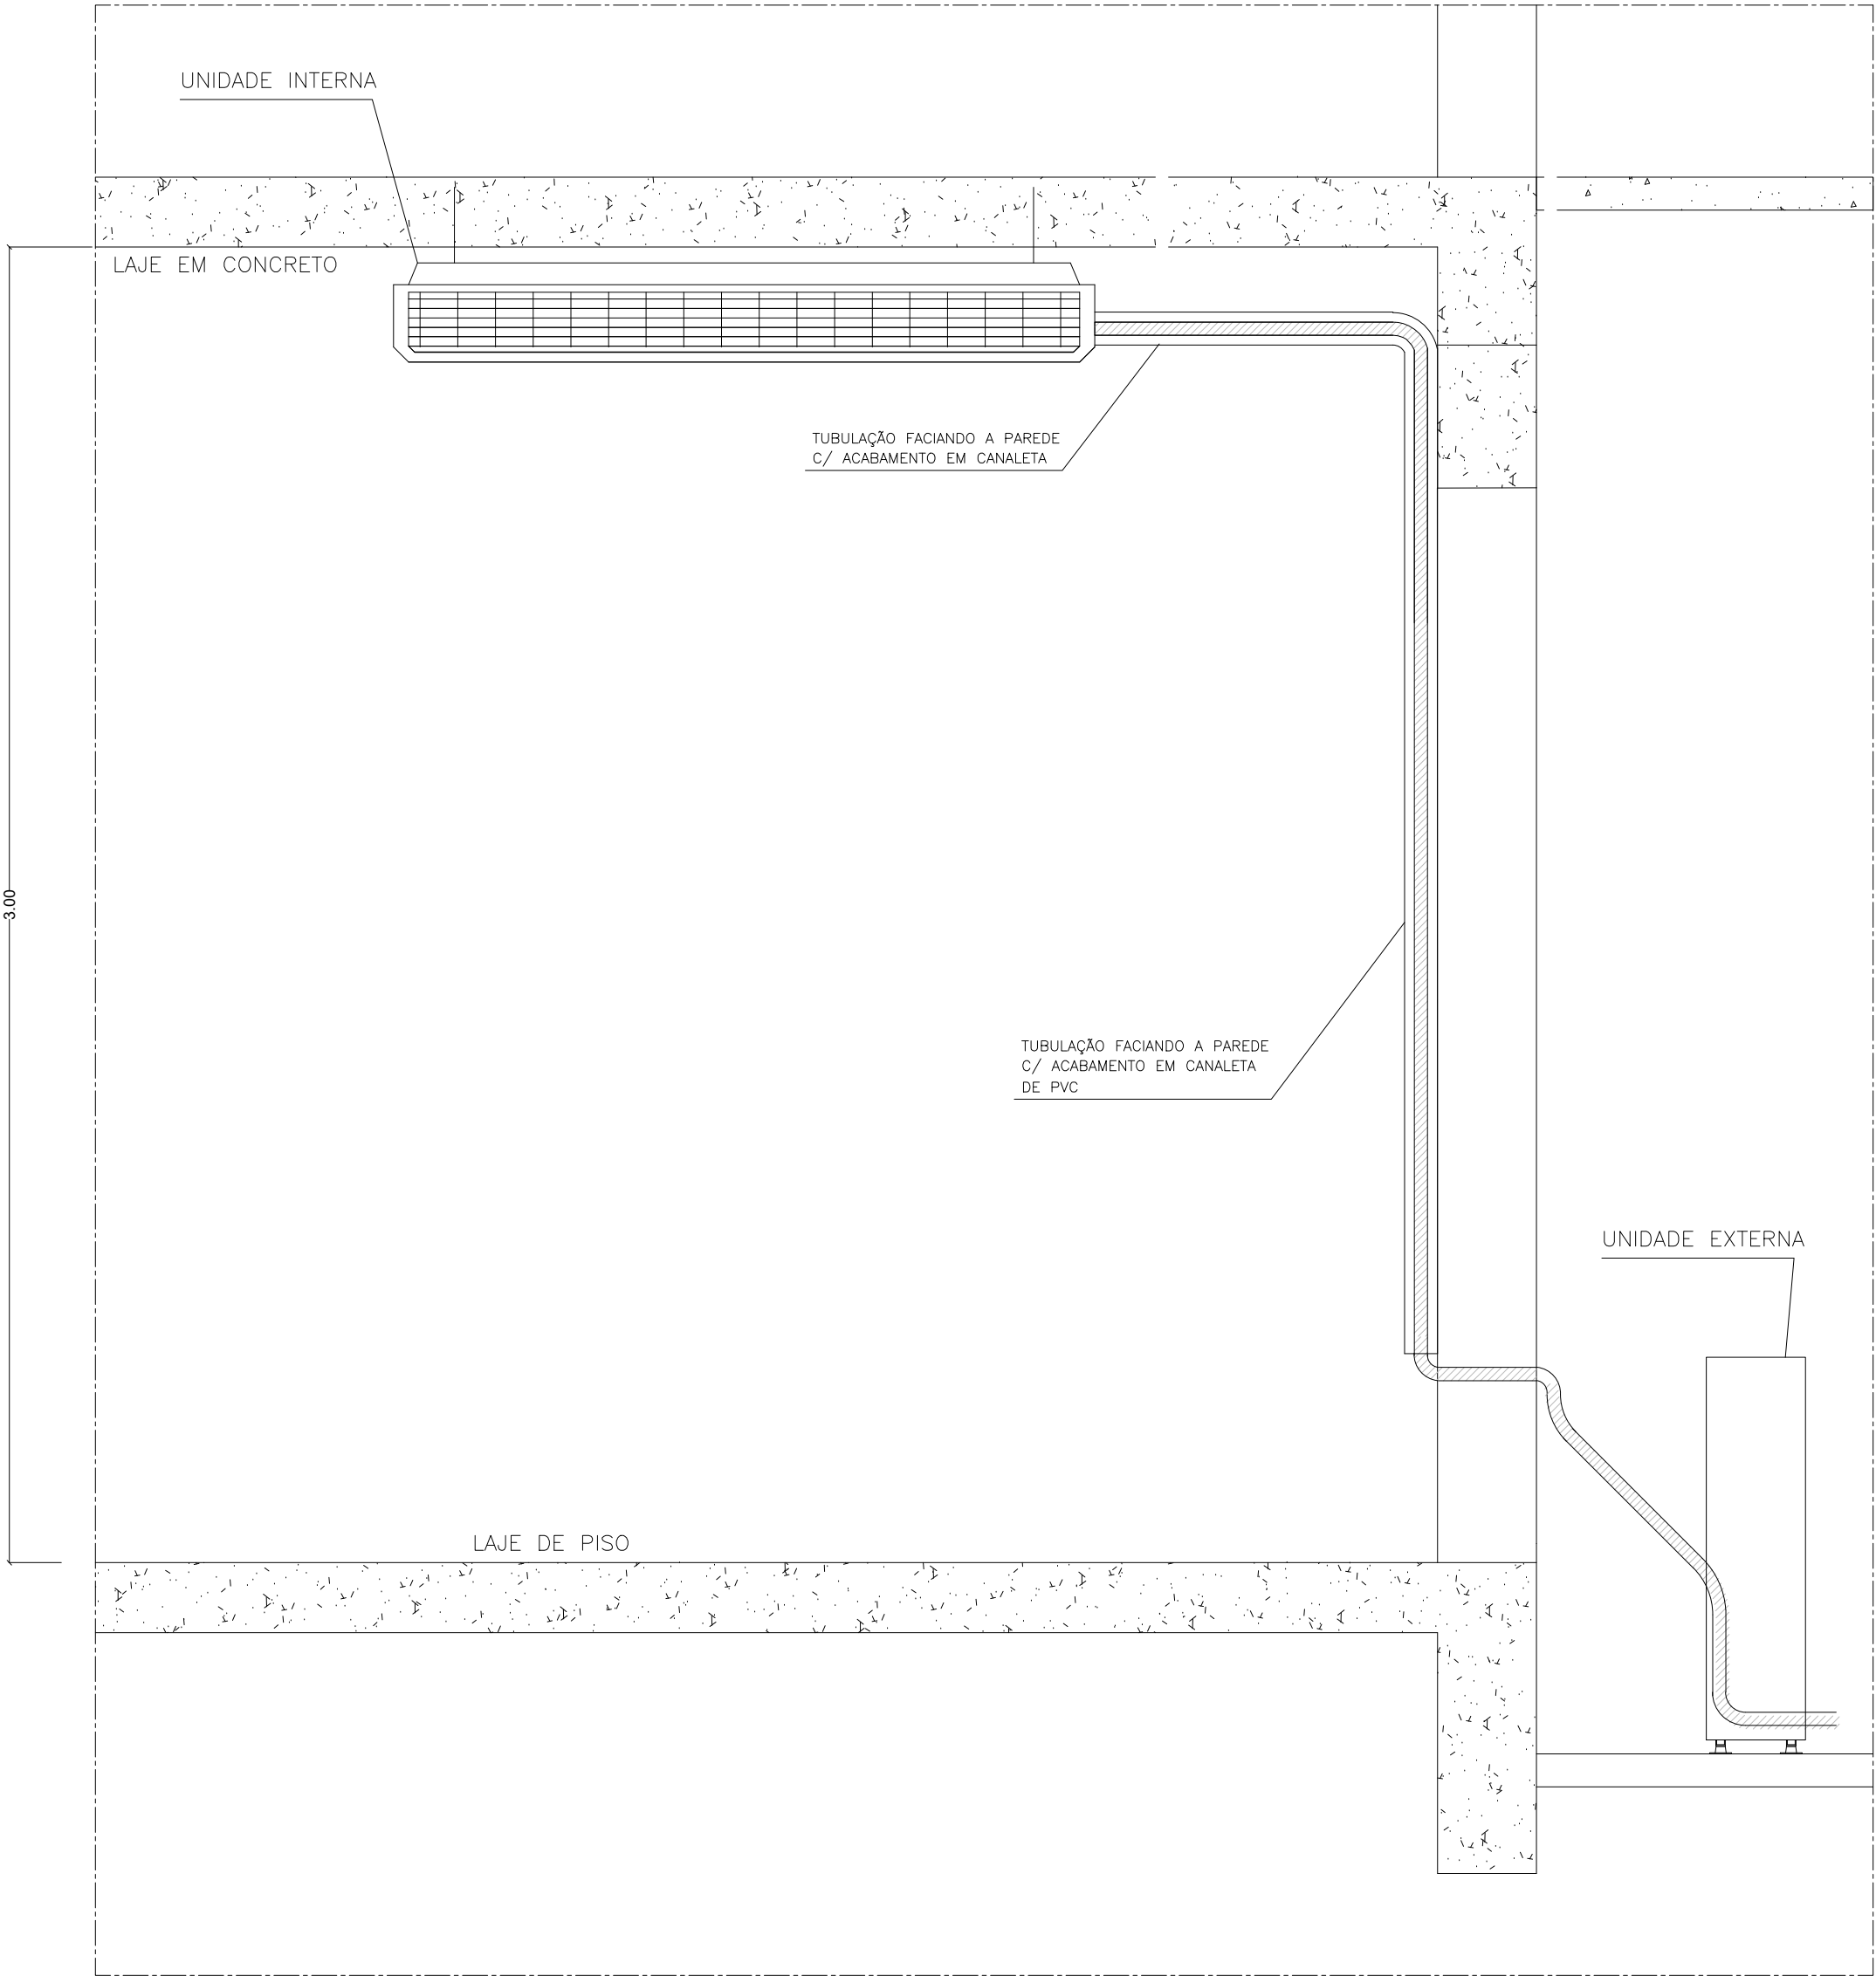 UNIDADE INTERNA
LAJE EM CONCRETO
TUBULAÇÃO FACIANDO A PAREDE
C/ ACABAMENTO EM CANALETA
3.00
TUBULAÇÃO FACIANDO A PAREDE
C/ ACABAMENTO EM CANALETA
DE PVC
UNIDADE EXTERNA
LAJE DE PISO